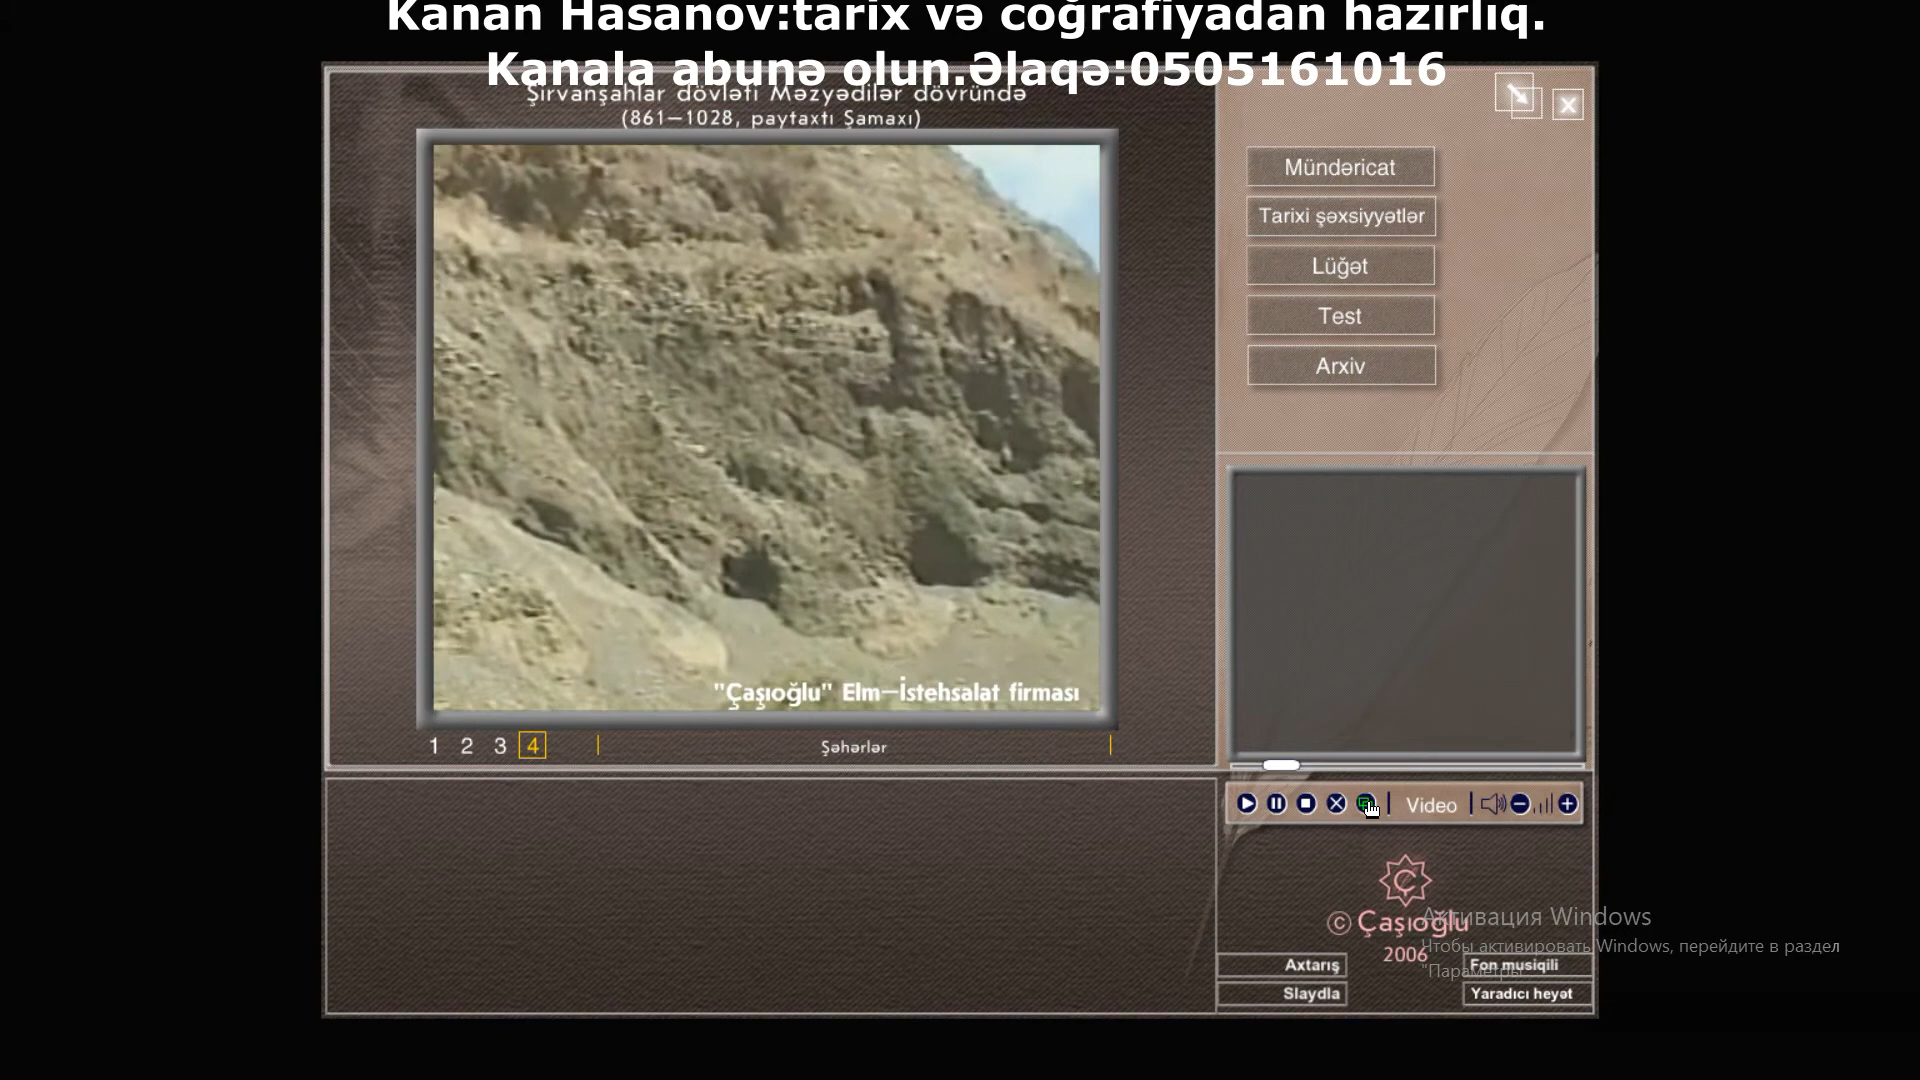 Kanan Hasanov:tarix və coğrafiyadan hazırlıq.
Kanala abunə olun.Əlaqə:0505161016
Şirvanşahlar dövləti Məzyədilər dövründə
(861–1028, paytaxtı Şamaxı)
Mündəricat
Tarixi şəxsiyyətlər
Lüğət
Test
Arxiv
"Çaşıoğlu" Elm–İstehsalat firması
1 2 3 4
Şəhərlər
Video
Ç
© Çaşıoğlu
2006
Активация Windows
Чтобы активировать Windows, перейдите в раздел
"Параметры".
Axtarış
Fon musiqili
Slaydla
Yaradıcı heyət